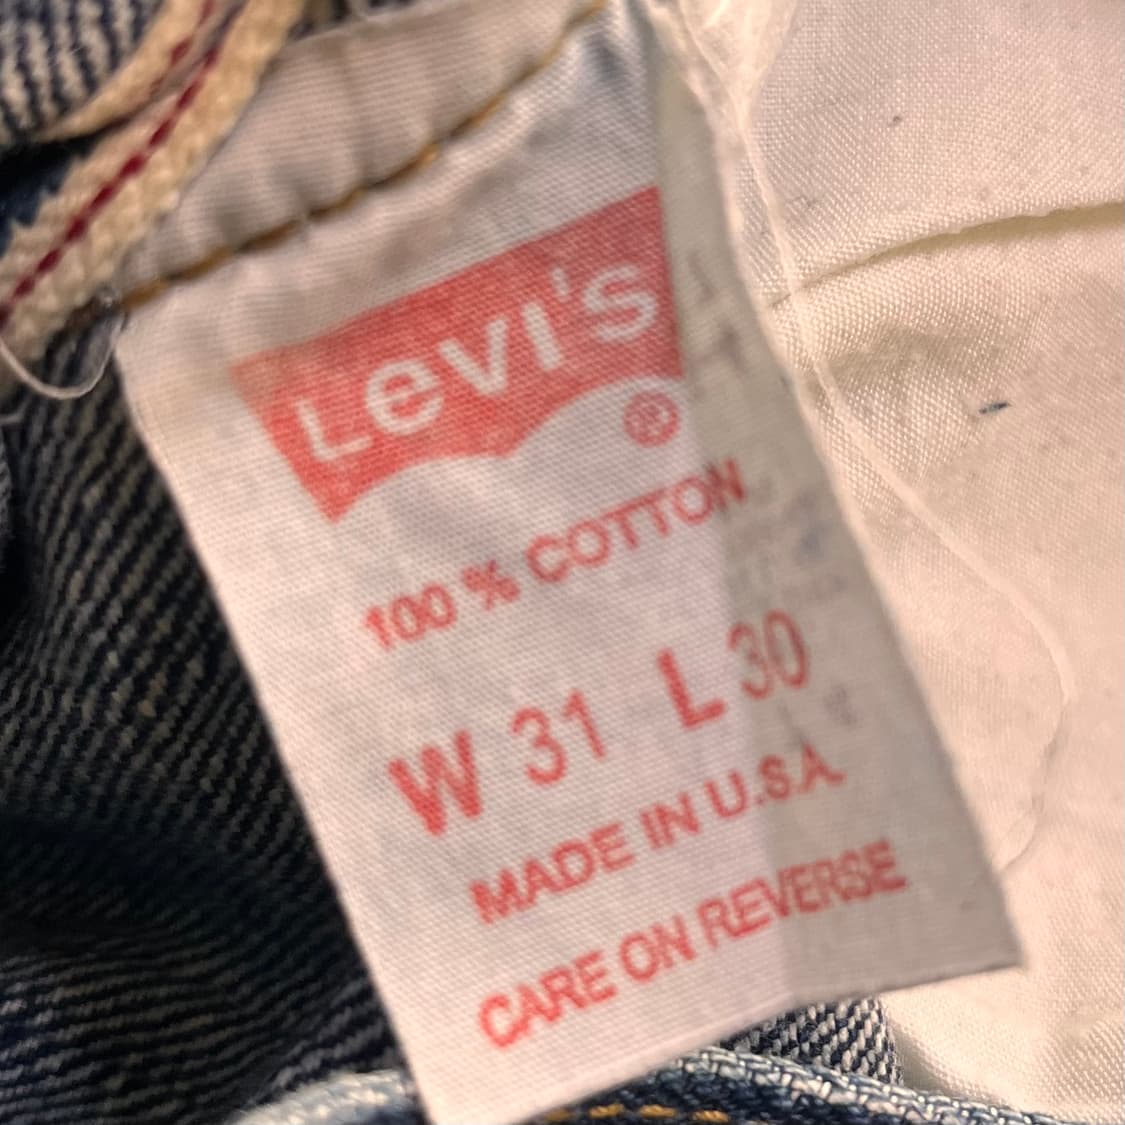 Levi's ®
100 % COTTON
W 31 L 30
MADE IN U.S.A.
CARE ON REVERSE